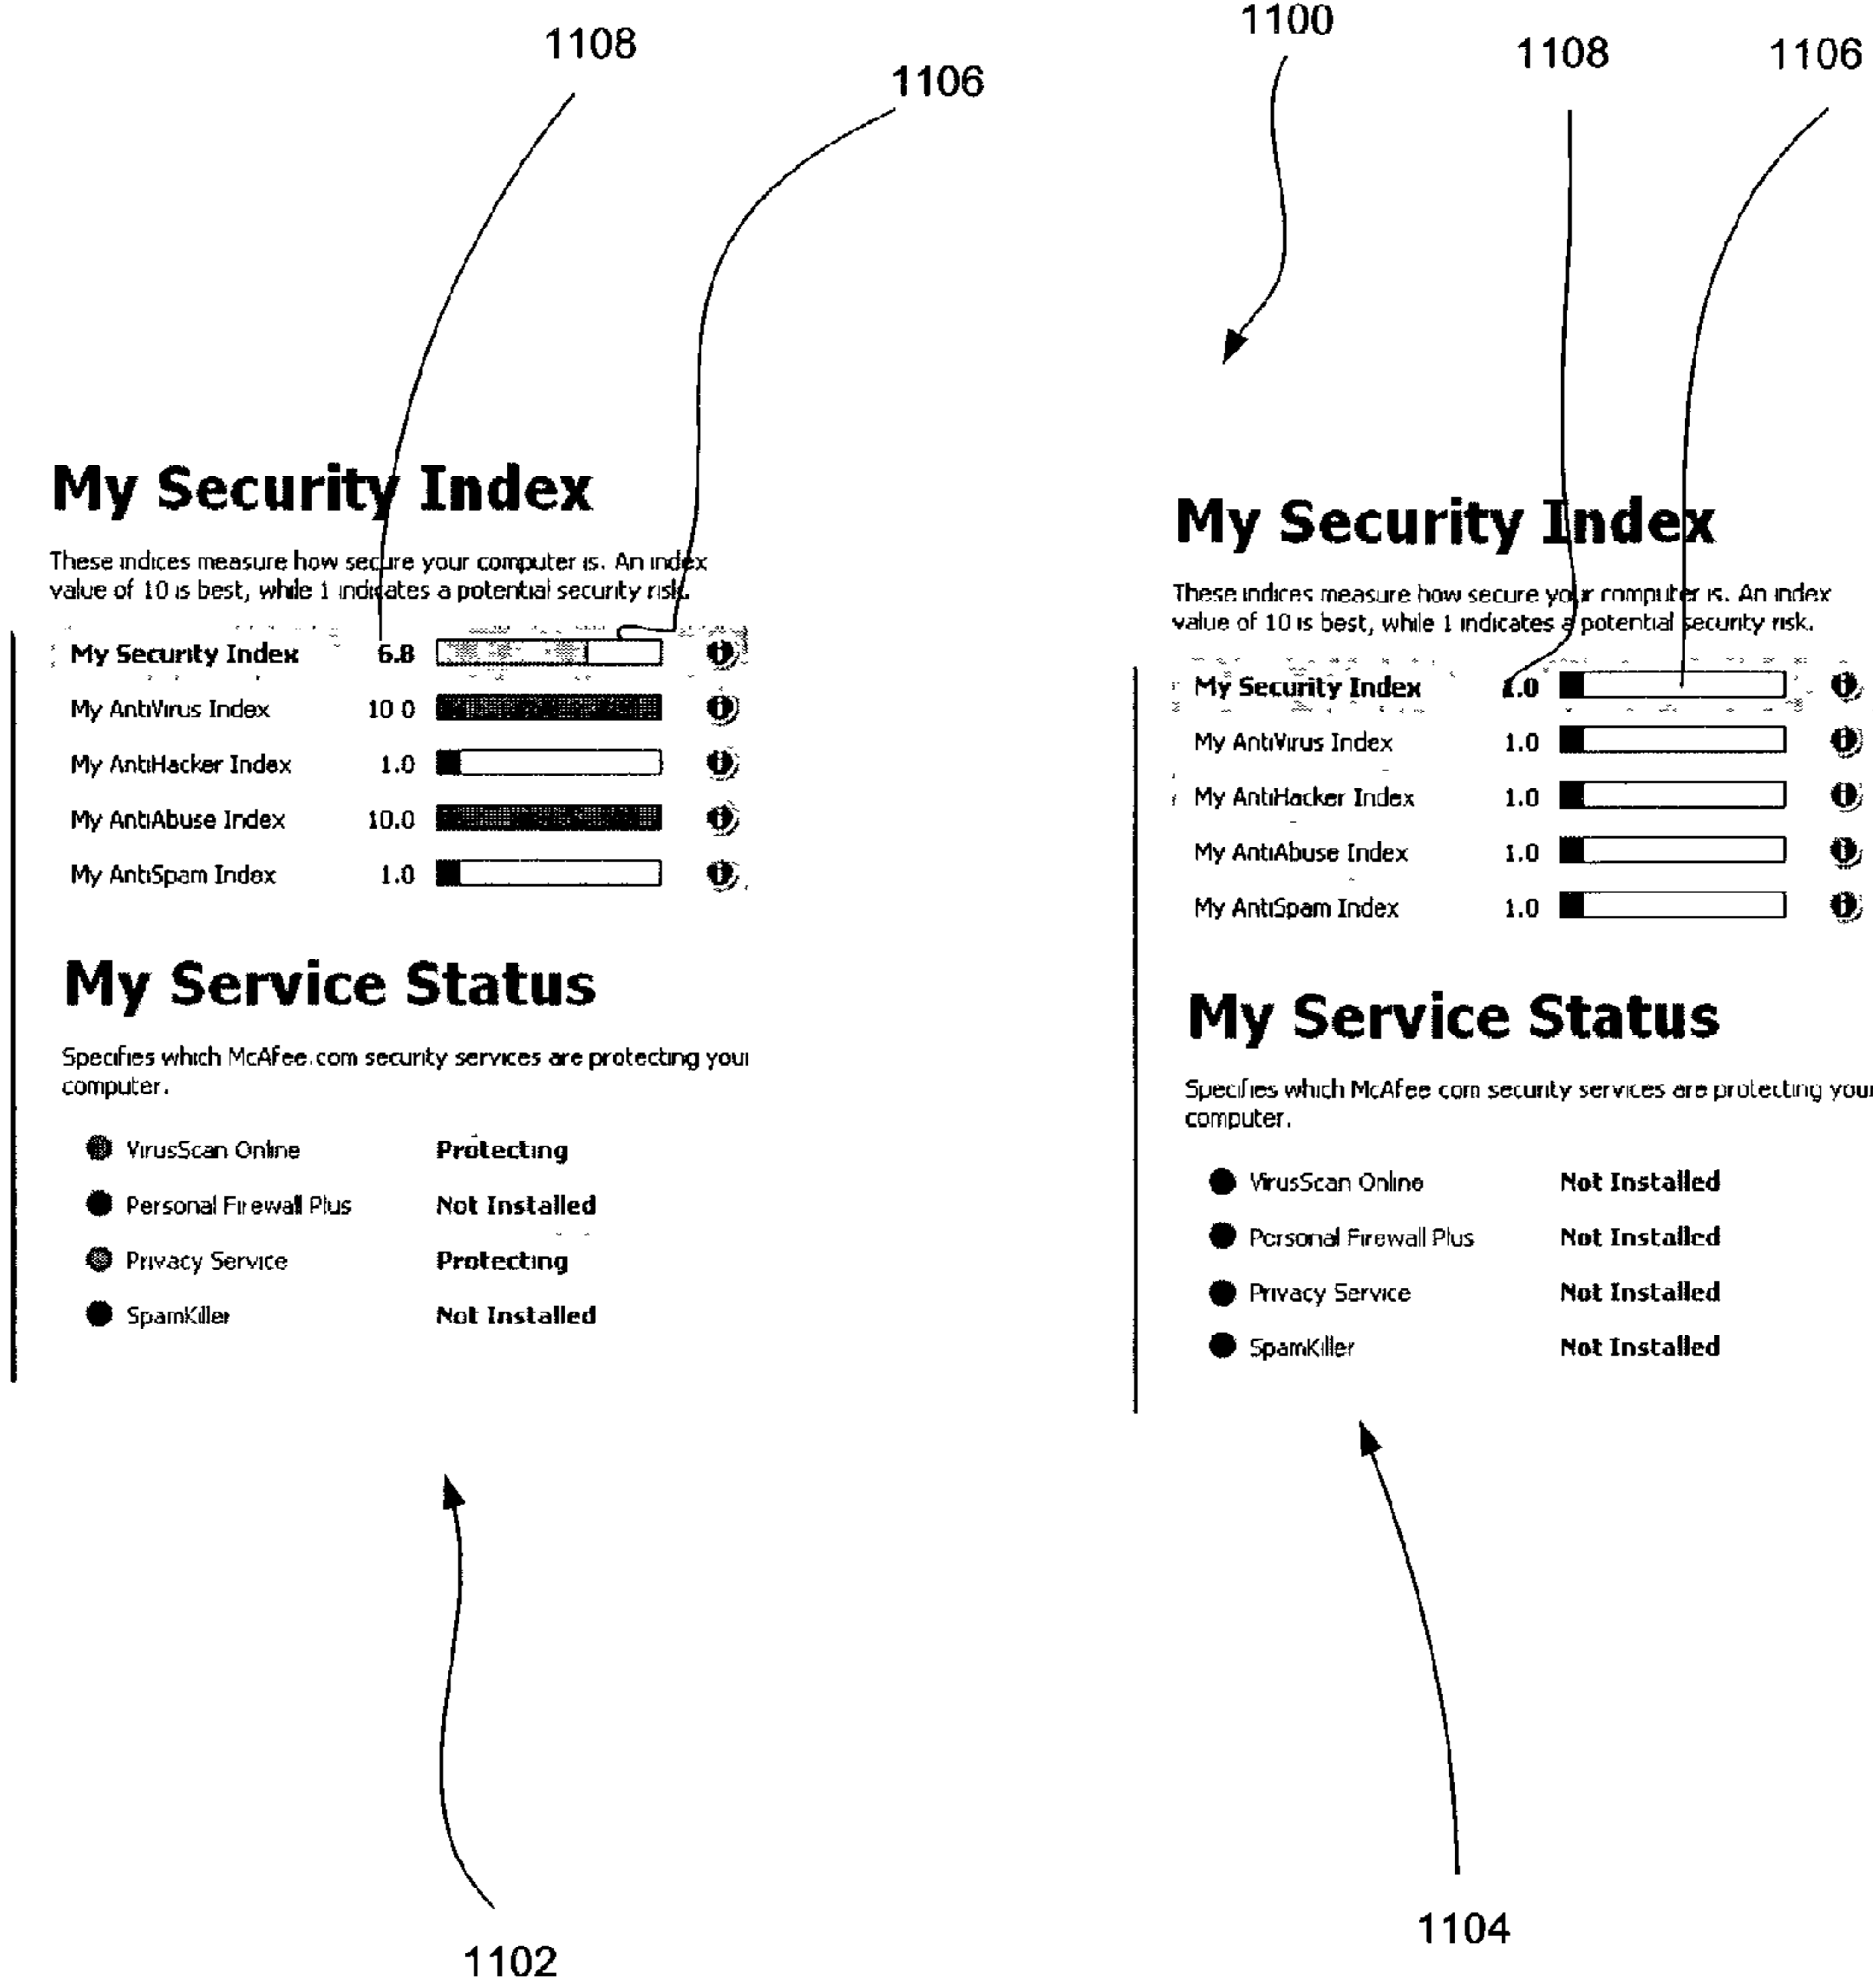 1108
1106
1100
1108
1106
My Security Index
These indices measure how secure your computer is. An index
value of 10 is best, while 1 indicates a potential security risk.
My Security Index 6.8
My AntiVirus Index 10 0
My AntiHacker Index 1.0
My AntiAbuse Index 10.0
My AntiSpam Index 1.0
My Service Status
Specifies which McAfee.com security services are protecting your
computer.
VirusScan Online Protecting
Personal Firewall Plus Not Installed
Privacy Service Protecting
SpamKiller Not Installed
1102
My Security Index
These indices measure how secure your computer is. An index
value of 10 is best, while 1 indicates a potential security risk.
My Security Index 1.0
My AntiVirus Index 1.0
My AntiHacker Index 1.0
My AntiAbuse Index 1.0
My AntiSpam Index 1.0
My Service Status
Specifies which McAfee com security services are protecting your
computer.
VirusScan Online Not Installed
Personal Firewall Plus Not Installed
Privacy Service Not Installed
SpamKiller Not Installed
1104